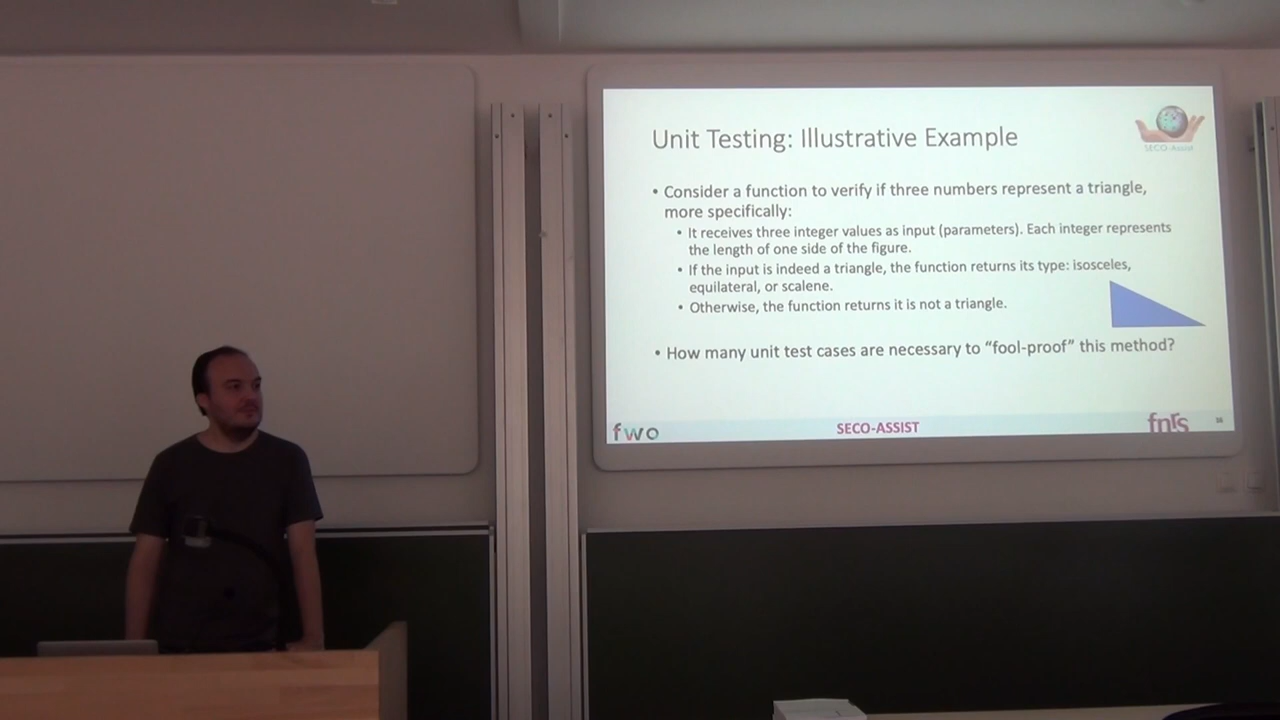 Unit Testing: Illustrative Example
SECO-Assist
• Consider a function to verify if three numbers represent a triangle,
more specifically:
• It receives three integer values as input (parameters). Each integer represents
the length of one side of the figure.
• If the input is indeed a triangle, the function returns its type: isosceles,
equilateral, or scalene.
• Otherwise, the function returns it is not a triangle.
• How many unit test cases are necessary to “fool-proof” this method?
fwo
SECO-ASSIST
fnrs